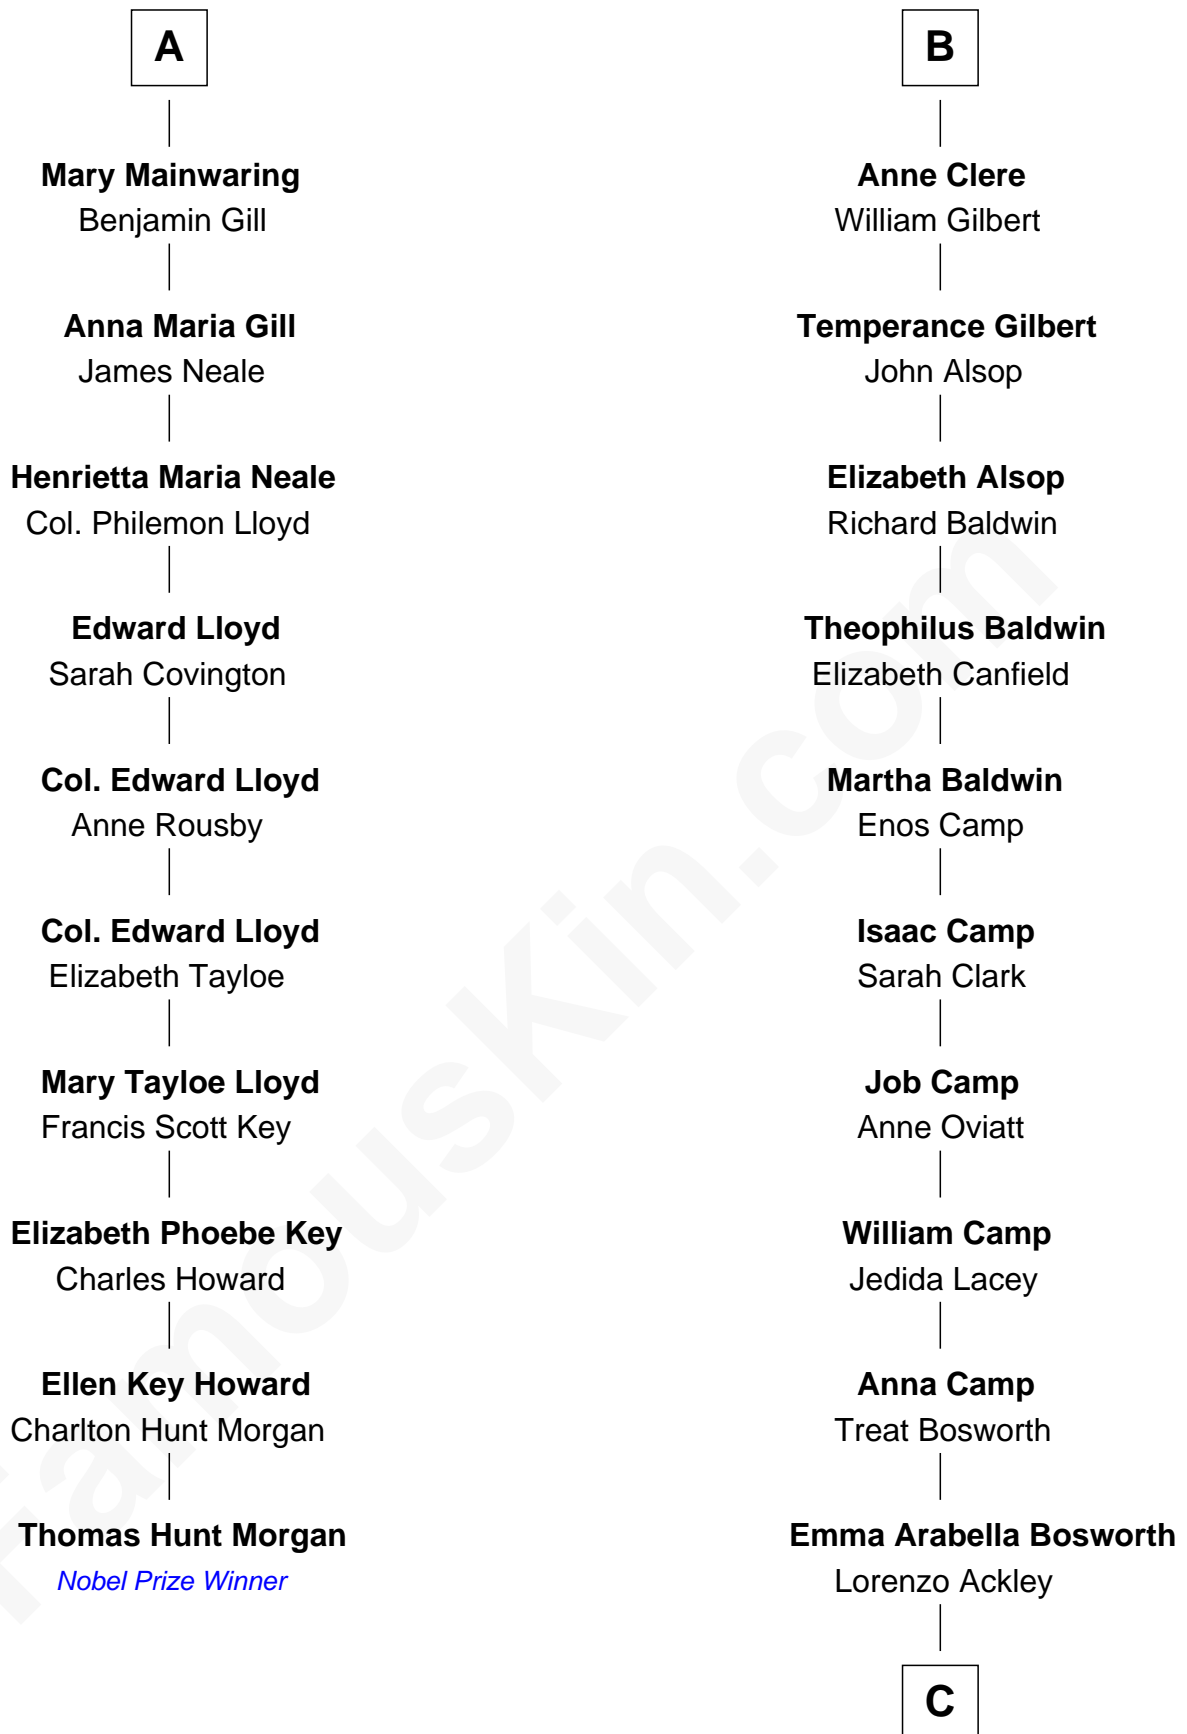 A
Mary Mainwaring
Benjamin Gill
Anna Maria Gill
James Neale
Henrietta Maria Neale
Col. Philemon Lloyd
Edward Lloyd
Sarah Covington
Col. Edward Lloyd
Anne Rousby
Col. Edward Lloyd
Elizabeth Tayloe
Mary Tayloe Lloyd
Francis Scott Key
Elizabeth Phoebe Key
Charles Howard
Ellen Key Howard
Charlton Hunt Morgan
Thomas Hunt Morgan
Nobel Prize Winner
B
Anne Clere
William Gilbert
Temperance Gilbert
John Alsop
Elizabeth Alsop
Richard Baldwin
Theophilus Baldwin
Elizabeth Canfield
Martha Baldwin
Enos Camp
Isaac Camp
Sarah Clark
Job Camp
Anne Oviatt
William Camp
Jedida Lacey
Anna Camp
Treat Bosworth
Emma Arabella Bosworth
Lorenzo Ackley
C
FamousKin.com